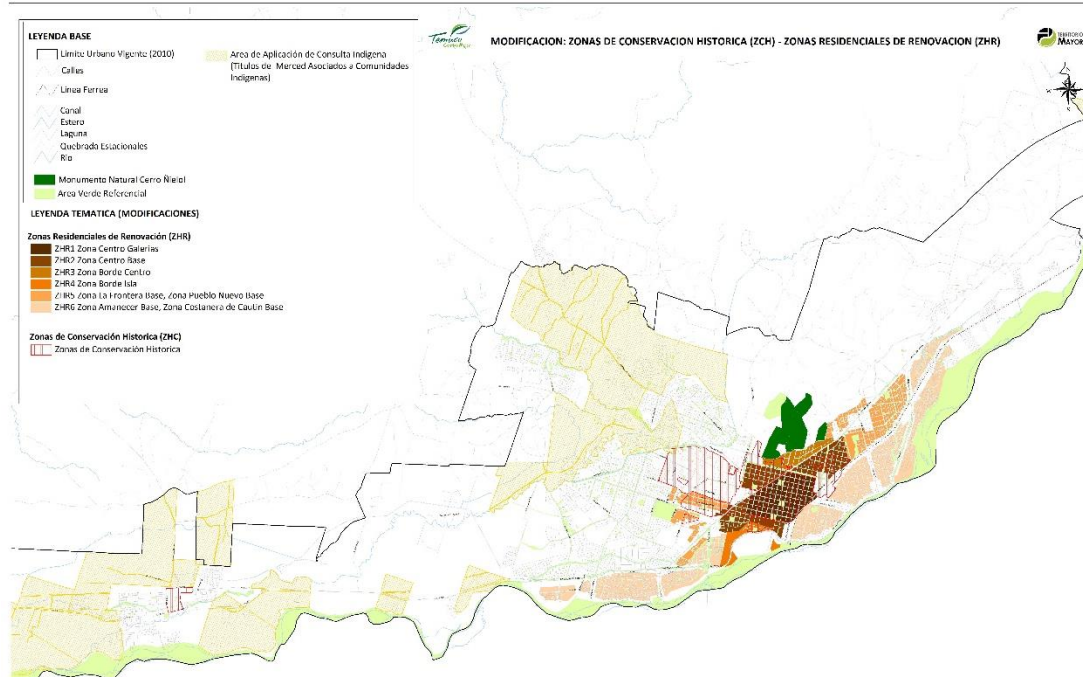 LEYENDA BASE
Limite Urbano Vigente (2010)
Calles
Linea Ferrea
Canal
Estero
Laguna
Quebrada Estacionales
Rio
Monumento Natural Cerro Ñielol
Area Verde Referencial
Area de Aplicación de Consulta Indigena
(Titulos de Merced Asociados a Comunidades
Indigenas)
LEYENDA TEMATICA (MODIFICACIONES)
Zonas Residenciales de Renovación (ZHR)
ZHR1 Zona Centro Galerias
ZHR2 Zona Centro Base
ZHR3 Zona Borde Centro
ZHR4 Zona Borde Isla
ZHR5 Zona La Frontera Base, Zona Pueblo Nuevo Base
ZHR6 Zona Amanecer Base, Zona Costanera de Cautin Base
Zonas de Conservación Historica (ZHC)
Zonas de Conservación Historica
Temuco
MODIFICACION: ZONAS DE CONSERVACION HISTORICA (ZCH) - ZONAS RESIDENCIALES DE RENOVACION (ZHR)
TERRITORIO
MAYOR